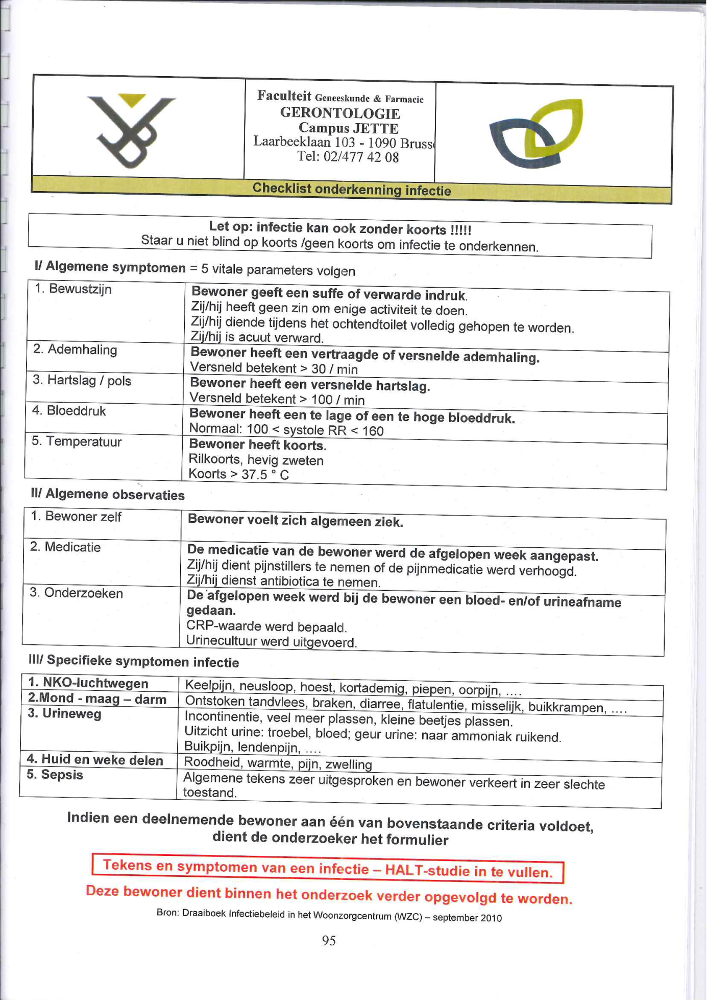 VUB
Faculteit Geneeskunde & Farmacie
GERONTOLOGIE
Campus JETTE
Laarbeeklaan 103 - 1090 Bruss
Tel: 02/477 42 08
Checklist onderkenning infectie
Let op: infectie kan ook zonder koorts !!!!!
Staar u niet blind op koorts /geen koorts om infectie te onderkennen.
I/ Algemene symptomen = 5 vitale parameters volgen
1. Bewustzijn
Bewoner geeft een suffe of verwarde indruk.
Zij/hij heeft geen zin om enige activiteit te doen.
Zij/hij diende tijdens het ochtendtoilet volledig gehopen te worden.
Zij/hij is acuut verward.
2. Ademhaling
Bewoner heeft een vertraagde of versnelde ademhaling.
Versneld betekent > 30 / min
3. Hartslag / pols
Bewoner heeft een versnelde hartslag.
Versneld betekent > 100 / min
4. Bloeddruk
Bewoner heeft een te lage of een te hoge bloeddruk.
Normaal: 100 < systole RR < 160
5. Temperatuur
Bewoner heeft koorts.
Rilkoorts, hevig zweten
Koorts > 37.5 ° C
II/ Algemene observaties
1. Bewoner zelf
Bewoner voelt zich algemeen ziek.
2. Medicatie
De medicatie van de bewoner werd de afgelopen week aangepast.
Zij/hij dient pijnstillers te nemen of de pijnmedicatie werd verhoogd.
Zij/hij dienst antibiotica te nemen.
3. Onderzoeken
De afgelopen week werd bij de bewoner een bloed- en/of urineafname
gedaan.
CRP-waarde werd bepaald.
Urinecultuur werd uitgevoerd.
III/ Specifieke symptomen infectie
1. NKO-luchtwegen
Keelpijn, neusloop, hoest, kortademig, piepen, oorpijn, ....
2.Mond - maag – darm
Ontstoken tandvlees, braken, diarree, flatulentie, misselijk, buikkrampen, ....
3. Urineweg
Incontinentie, veel meer plassen, kleine beetjes plassen.
Uitzicht urine: troebel, bloed; geur urine: naar ammoniak ruikend.
Buikpijn, lendenpijn, ....
4. Huid en weke delen
Roodheid, warmte, pijn, zwelling
5. Sepsis
Algemene tekens zeer uitgesproken en bewoner verkeert in zeer slechte
toestand.
Indien een deelnemende bewoner aan één van bovenstaande criteria voldoet,
dient de onderzoeker het formulier
Tekens en symptomen van een infectie – HALT-studie in te vullen.
Deze bewoner dient binnen het onderzoek verder opgevolgd te worden.
Bron: Draaiboek Infectiebeleid in het Woonzorgcentrum (WZC) – september 2010
95